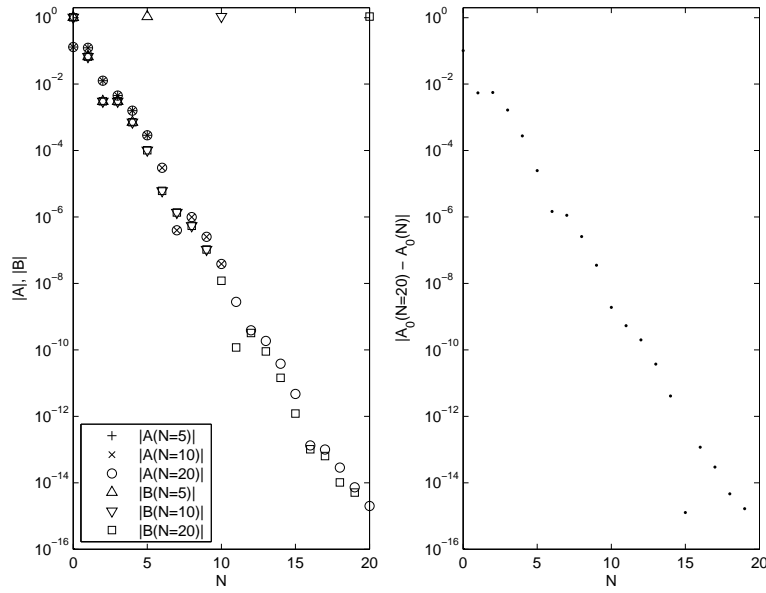 10^0
10^-2
10^-4
10^-6
10^-8
10^-10
10^-12
10^-14
10^-16
|A|, |B|
0 5 10 15 20
N
|A(N=5)|
|A(N=10)|
|A(N=20)|
|B(N=5)|
|B(N=10)|
|B(N=20)|
10^0
10^-2
10^-4
10^-6
10^-8
10^-10
10^-12
10^-14
10^-16
|A_0(N=20) − A_0(N)|
0 5 10 15 20
N